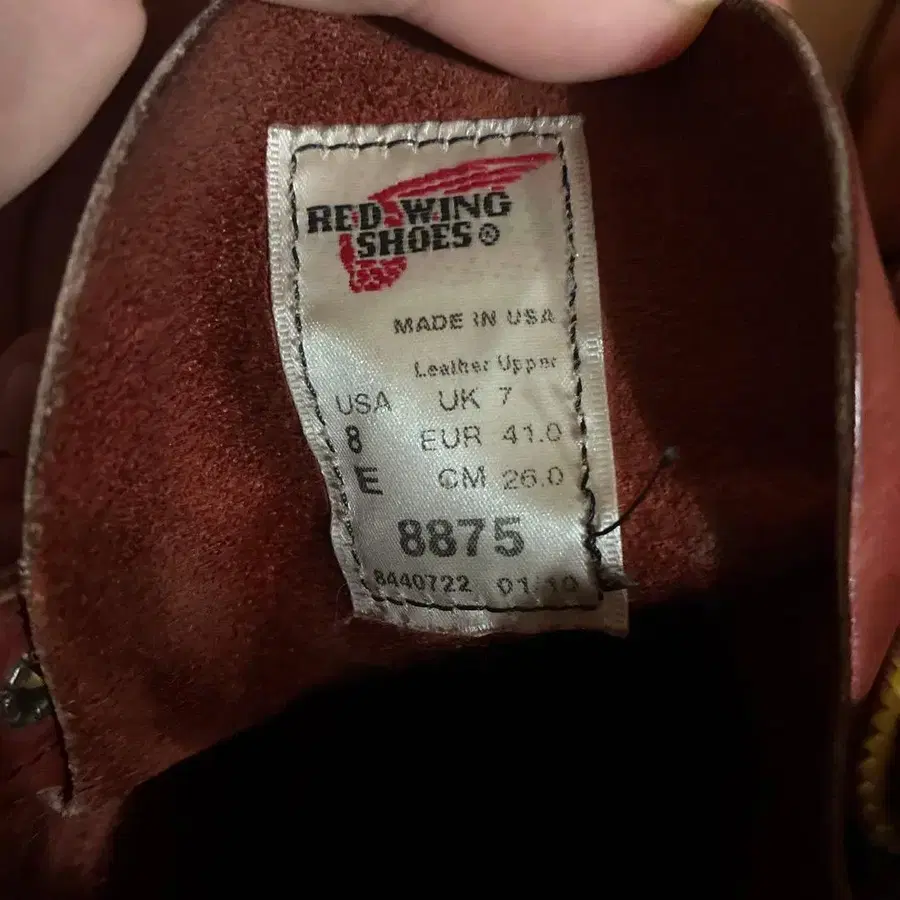 RED WING
SHOES®
MADE IN USA
Leather Upper
USA UK 7
8 EUR 41.0
E CM 26.0
8875
8440722 01/10